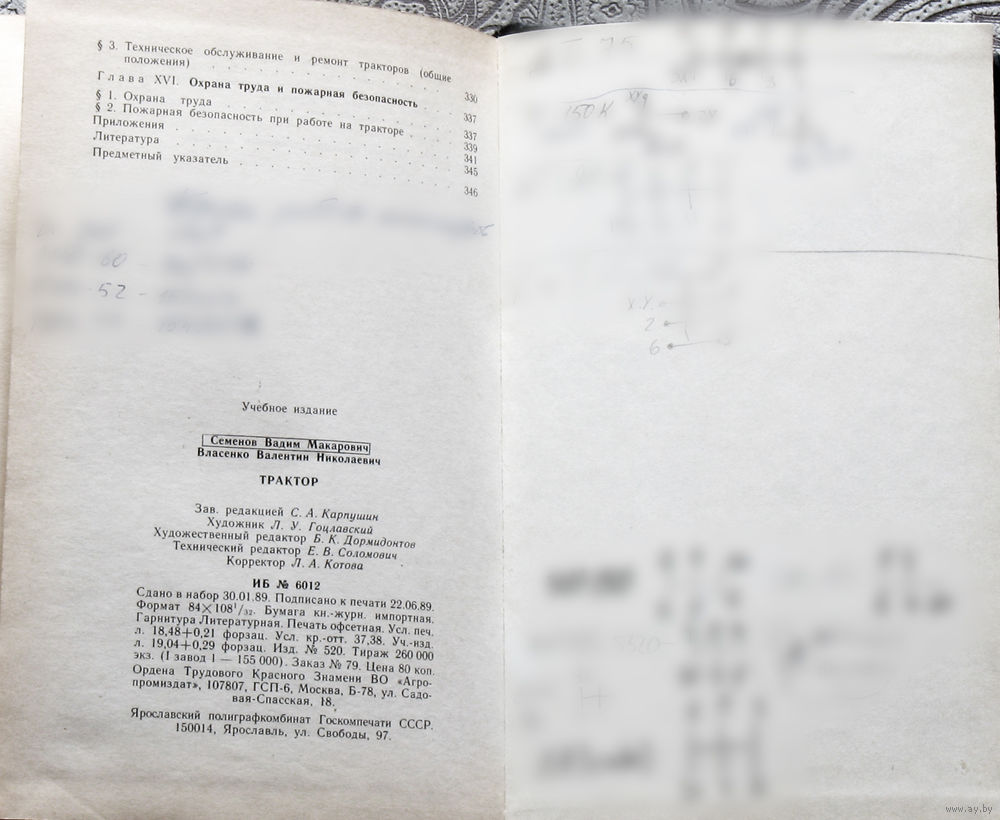 § 3. Техническое обслуживание и ремонт тракторов (общие
положения) . . . . . . . . . . 330
Глава XVI. Охрана труда и пожарная безопасность . . 337
§ 1. Охрана труда . . . . . . . . . . 337
§ 2. Пожарная безопасность при работе на тракторе . . . 339
Приложения . . . . . . . . . . 341
Литература . . . . . . . . . . 345
Предметный указатель . . . . . . . . . . 346
60
52 -
Учебное издание
Семенов Вадим Макарович
Власенко Валентин Николаевич
ТРАКТОР
Зав. редакцией С. А. Карпушин
Художник Л. У. Гоцлавский
Художественный редактор Б. К. Дормидонтов
Технический редактор Е. В. Соломович
Корректор Л. А. Котова
ИБ № 6012
Сдано в набор 30.01.89. Подписано к печати 22.06.89.
Формат 84×108¹/₃₂. Бумага кн.-журн. импортная.
Гарнитура Литературная. Печать офсетная. Усл. печ.
л. 18,48+0,21 форзац. Усл. кр.-отт. 37,38. Уч.-изд.
л. 19,04+0,29 форзац. Изд. № 520. Тираж 260 000
экз. (I завод 1 — 155 000). Заказ № 79. Цена 80 коп.
Ордена Трудового Красного Знамени ВО «Агро-
промиздат», 107807, ГСП-6, Москва, Б-78, ул. Садо-
вая-Спасская, 18.
Ярославский полиграфкомбинат Госкомпечати СССР.
150014, Ярославль, ул. Свободы, 97.
150К
2
6
www.ay.by